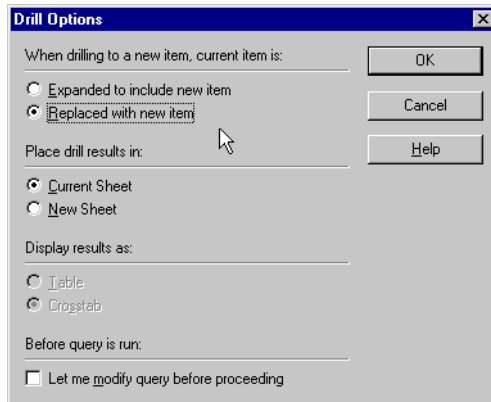 Drill Options
When drilling to a new item, current item is:
Expanded to include new item
Replaced with new item
OK
Cancel
Help
Place drill results in:
Current Sheet
New Sheet
Display results as:
Table
Crosstab
Before query is run:
Let me modify query before proceeding